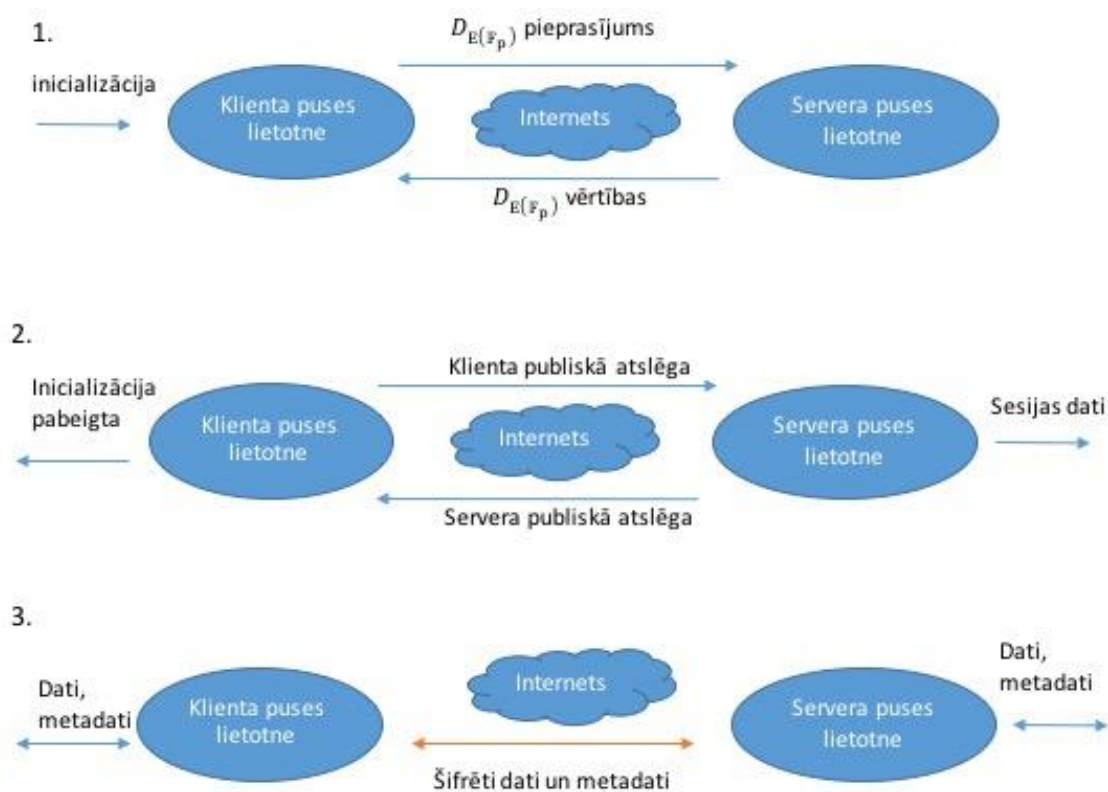 1.
D_E(𝔽p) pieprasījums
inicializācija
Klienta puses
lietotne
Internets
Servera puses
lietotne
D_E(𝔽p) vērtības
2.
Klienta publiskā atslēga
Inicializācija
pabeigta
Klienta puses
lietotne
Internets
Servera puses
lietotne
Sesijas dati
Servera publiskā atslēga
3.
Dati,
metadati
Klienta puses
lietotne
Internets
Servera puses
lietotne
Dati,
metadati
Šifrēti dati un metadati